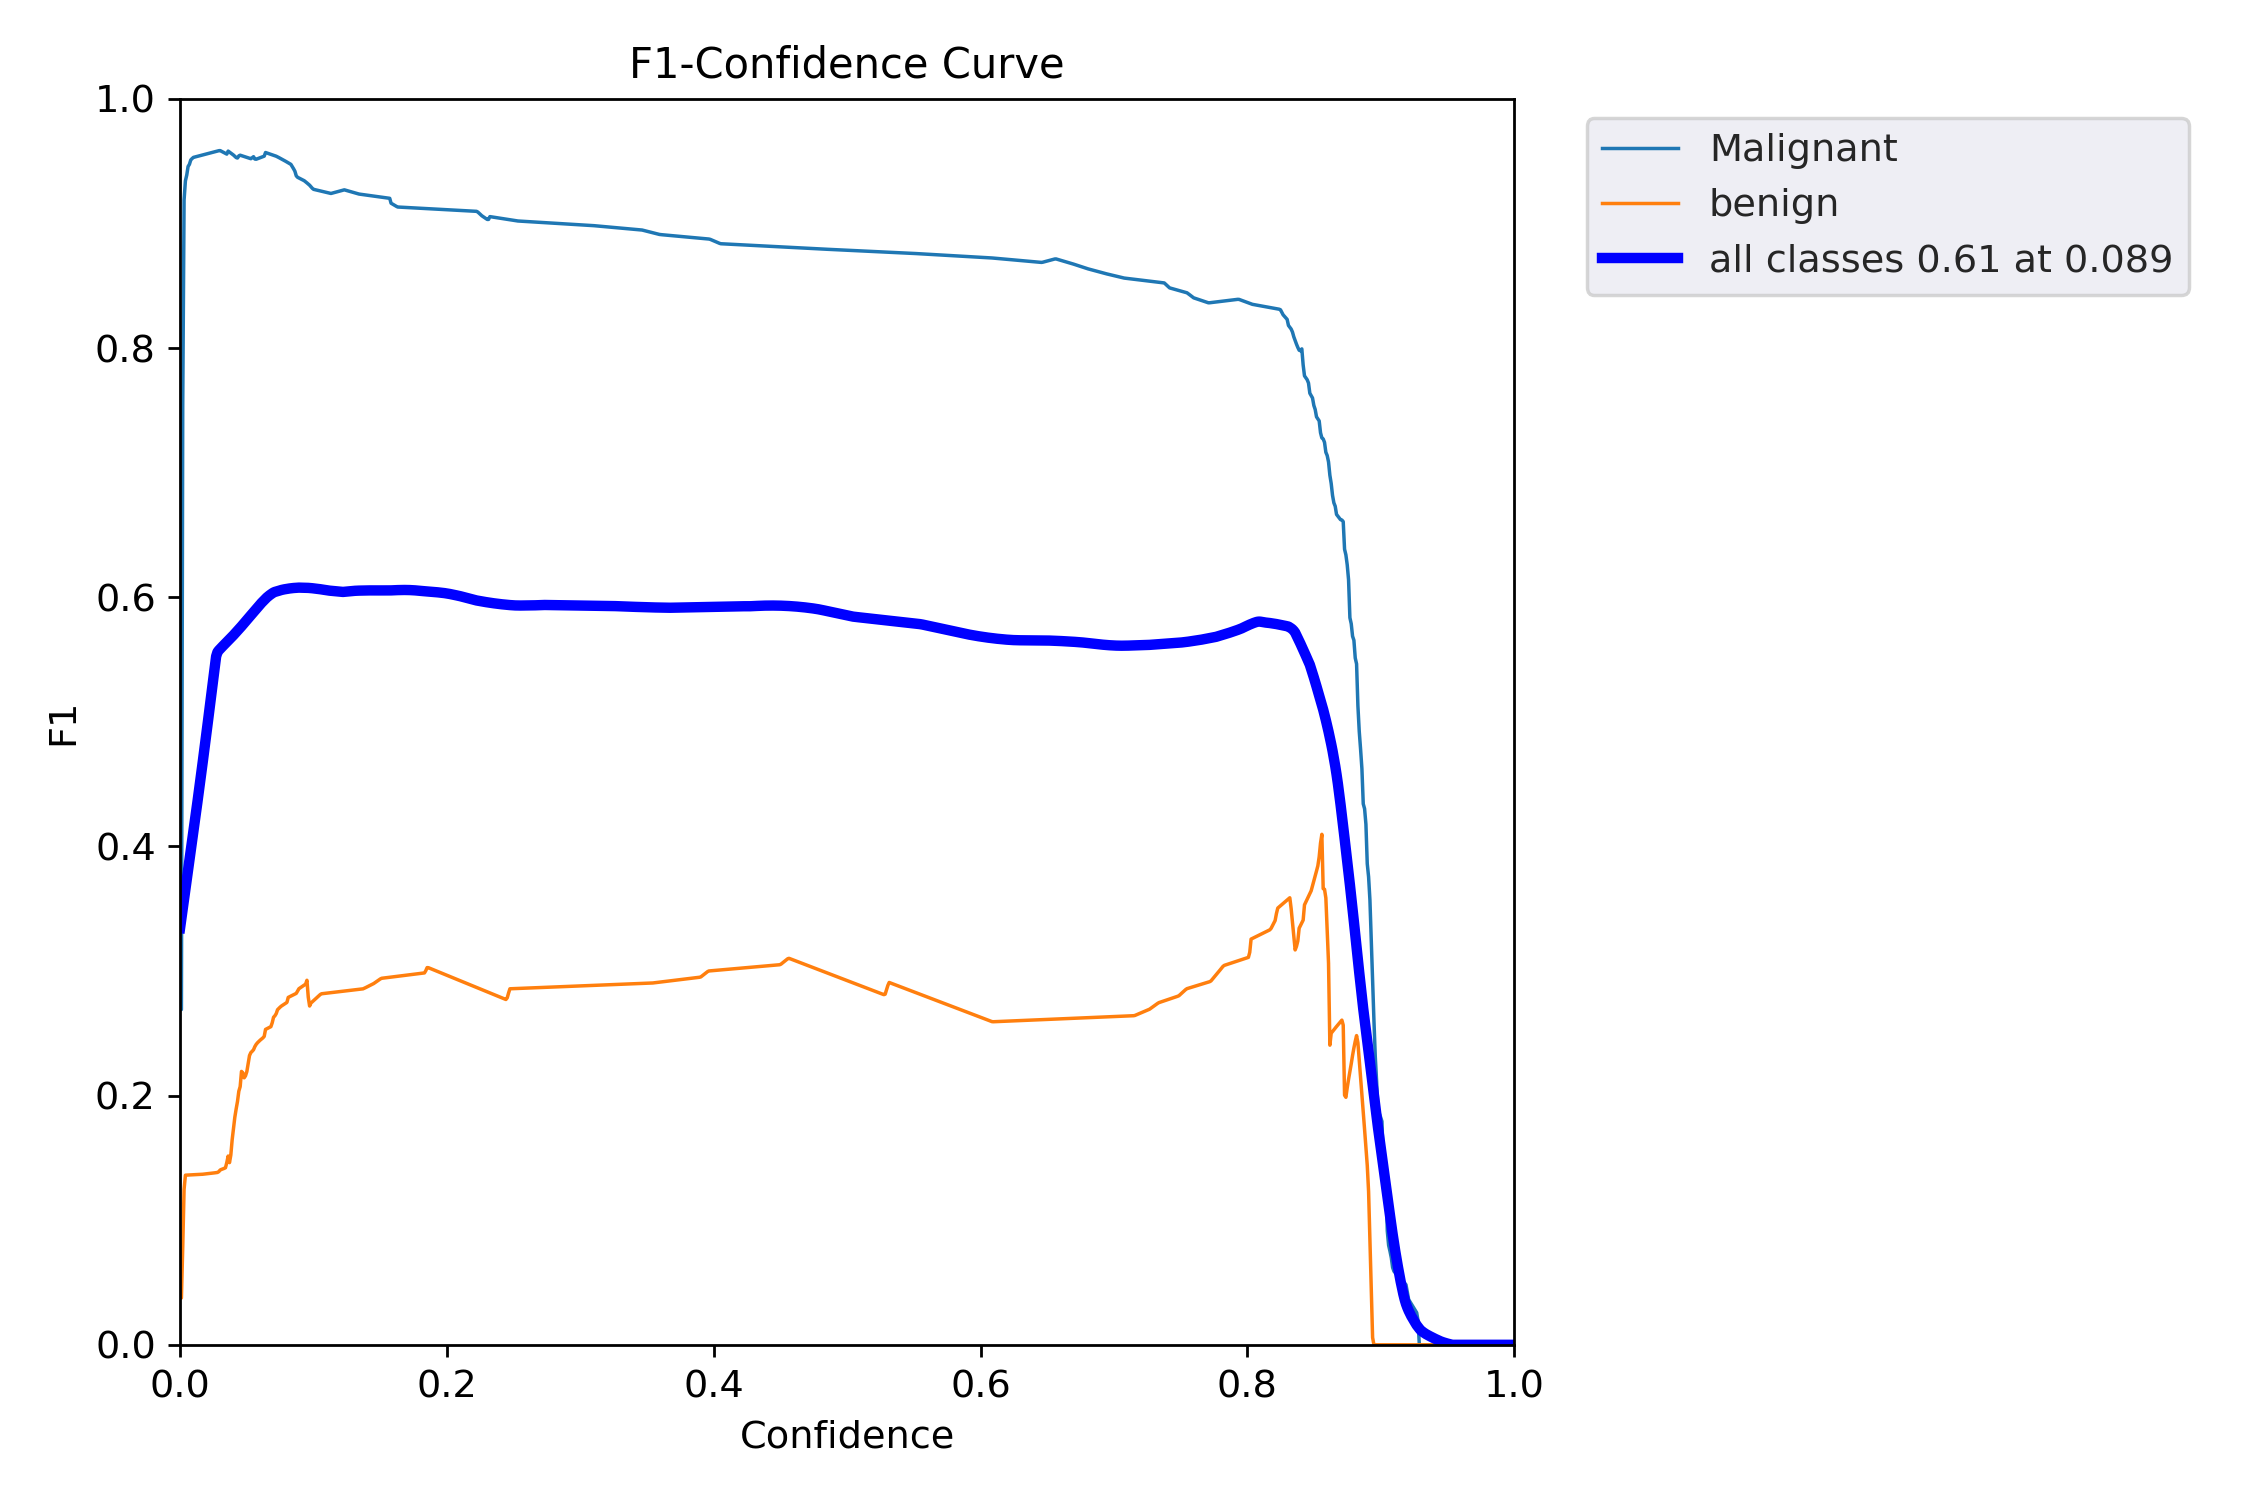 F1-Confidence Curve
1.0
0.8
0.6
0.4
0.2
0.0
F1
0.0 0.2 0.4 0.6 0.8 1.0
Confidence
Malignant
benign
all classes 0.61 at 0.089